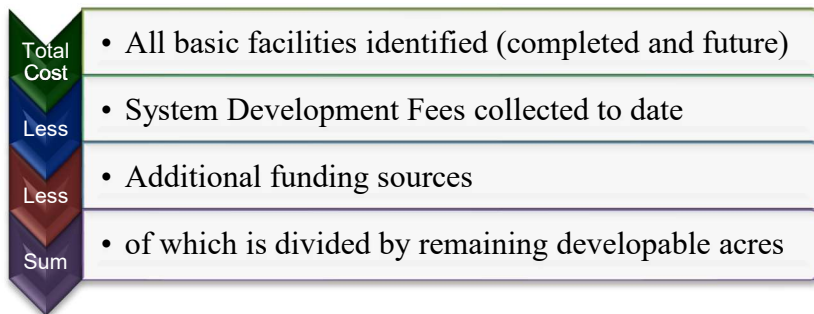 Total
Cost
• All basic facilities identified (completed and future)
Less
• System Development Fees collected to date
Less
• Additional funding sources
Sum
• of which is divided by remaining developable acres